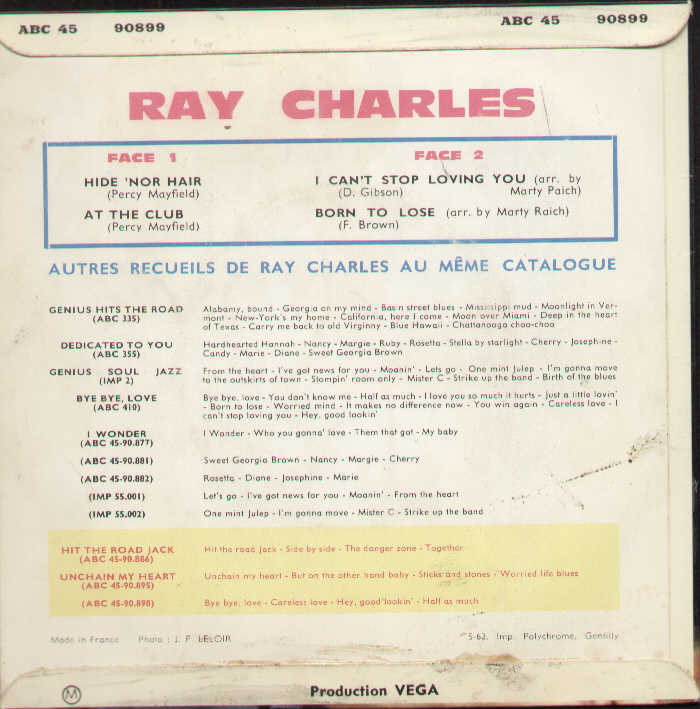 ABC 45 90899
ABC 45 90899
RAY CHARLES
FACE 1
HIDE 'NOR HAIR
(Percy Mayfield)
AT THE CLUB
(Percy Mayfield)
FACE 2
I CAN'T STOP LOVING YOU (arr. by
(D. Gibson) Marty Paich)
BORN TO LOSE (arr. by Marty Raich)
(F. Brown)
AUTRES RECUEILS DE RAY CHARLES AU MÊME CATALOGUE
GENIUS HITS THE ROAD
(ABC 335)
Alabamy, bound - Georgia on my mind - Basin street blues - Mississipi mud - Moonlight in Ver-
mont - New-York's my home - California, here I come - Moon over Miami - Deep in the heart
of Texas - Carry me back to old Virginny - Blue Hawaii - Chattanooga choo-choo
DEDICATED TO YOU
(ABC 355)
Hardhearted Hannah - Nancy - Margie - Ruby - Rosetta - Stella by starlight - Cherry - Josephine -
Candy - Marie - Diane - Sweet Georgia Brown
GENIUS SOUL JAZZ
(IMP 2)
From the heart - I've got news for you - Moanin' - Lets go - One mint Julep - I'm gonna move
to the outskirts of town - Stompin' room only - Mister C - Strike up the band - Birth of the blues
BYE BYE, LOVE
(ABC 410)
Bye bye, love - You don't know me - Half as much - I love you so much it hurts - Just a little lovin'
- Born to lose - Worried mind - It makes no difference now - You win again - Careless love - I
can't stop loving you - Hey, good lookin'
I WONDER
(ABC 45-90.877)
I Wonder - Who you gonna' love - Them that got - My baby
(ABC 45-90.881)
Sweet Georgia Brown - Nancy - Margie - Cherry
(ABC 45-90.882)
Rosetta - Diane - Josephine - Marie
(IMP 55.001)
Let's go - I've got news for you - Moanin' - From the heart
(IMP 55.002)
One mint Julep - I'm gonna move - Mister C - Strike up the band
HIT THE ROAD JACK
(ABC 45-90.886)
Hit the road Jack - Side by side - The danger zone - Together
UNCHAIN MY HEART
(ABC 45-90.895)
Unchain my heart - But on the other hand baby - Sticks and stones - Worried life blues
(ABC 45-90.898)
Bye bye, love - Careless love - Hey, good'lookin' - Half as much
Made in France Photo : J. P. LELOIR
5-62. Imp. Polychrome, Gentilly
M
Production VEGA